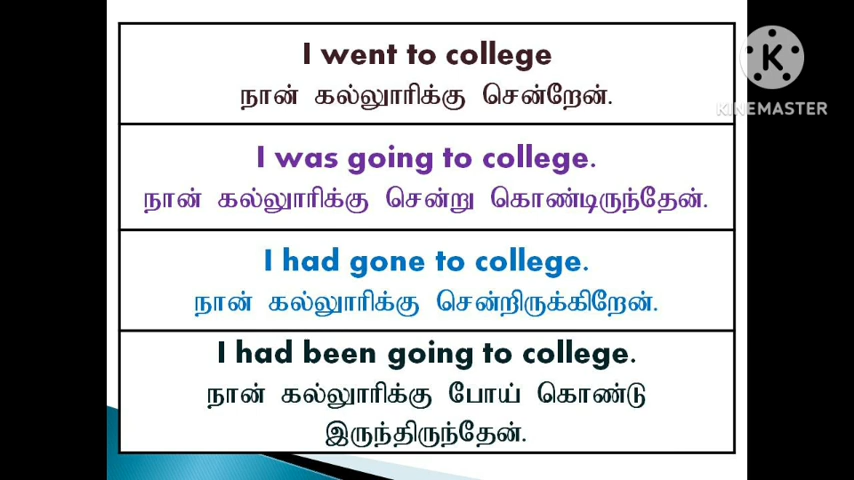 I went to college
நான் கல்லூரிக்கு சென்றேன்.
I was going to college.
நான் கல்லூரிக்கு சென்று கொண்டிருந்தேன்.
I had gone to college.
நான் கல்லூரிக்கு சென்றிருக்கிறேன்.
I had been going to college.
நான் கல்லூரிக்கு போய் கொண்டு
இருந்திருந்தேன்.
K
KINEMASTER